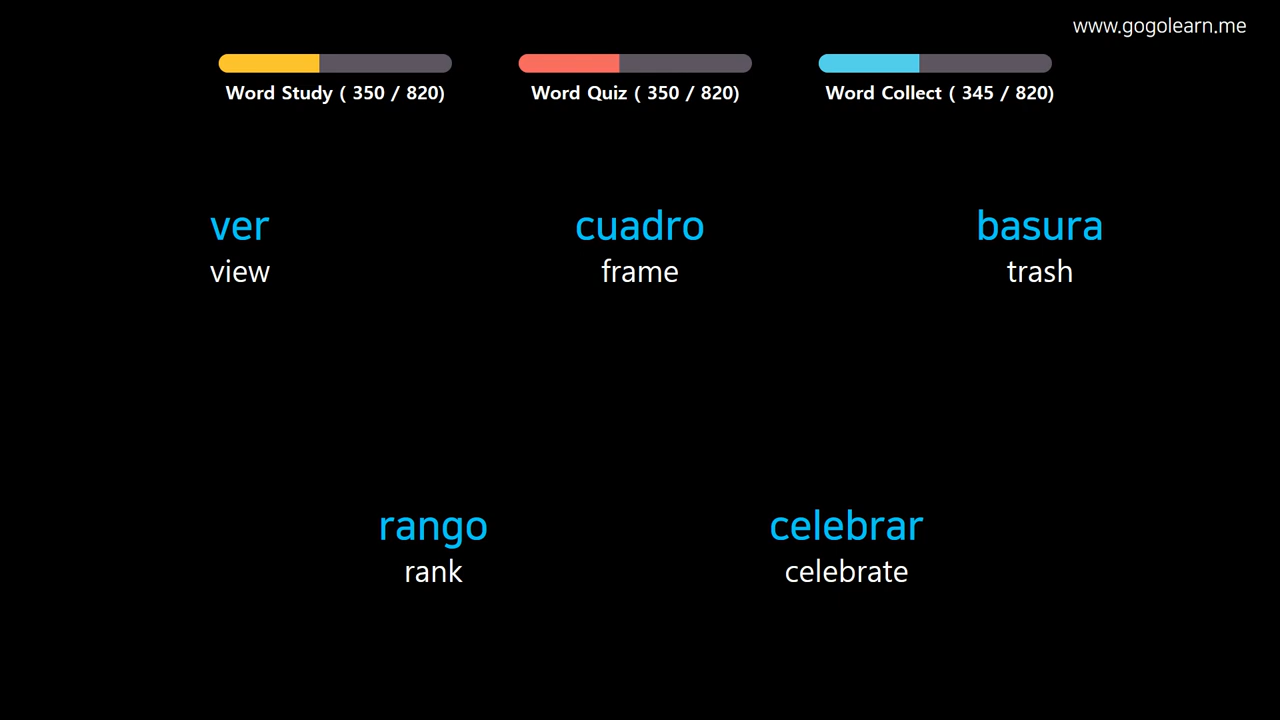 www.gogolearn.me
Word Study ( 350 / 820)
Word Quiz ( 350 / 820)
Word Collect ( 345 / 820)
ver
view
cuadro
frame
basura
trash
rango
rank
celebrar
celebrate